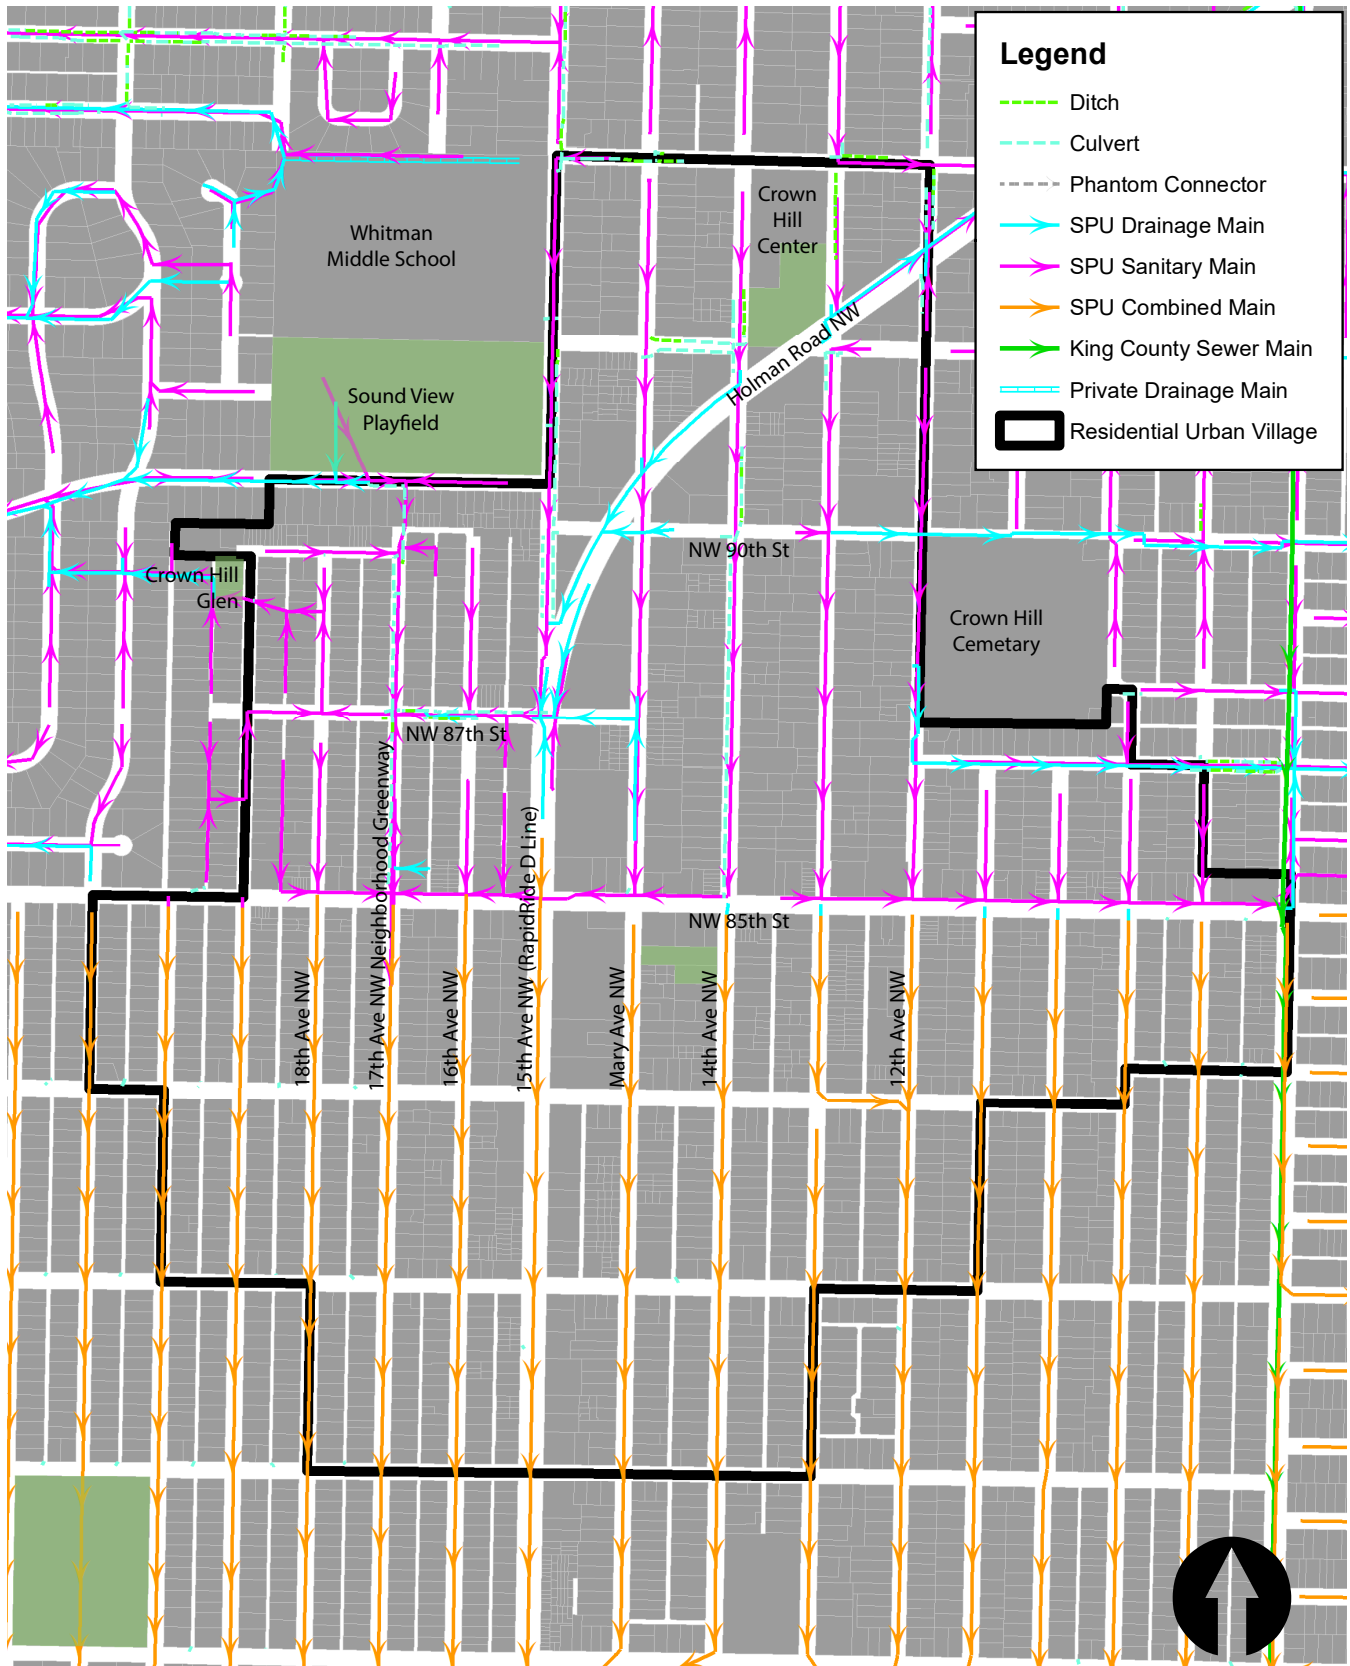 Legend
Ditch
Culvert
Phantom Connector
SPU Drainage Main
SPU Sanitary Main
SPU Combined Main
King County Sewer Main
Private Drainage Main
Residential Urban Village
Whitman
Middle School
Crown
Hill
Center
Holman Road NW
Sound View
Playfield
NW 90th St
Crown Hill
Glen
Crown Hill
Cemetary
NW 87th St
NW 85th St
18th Ave NW
17th Ave NW Neighborhood Greenway
16th Ave NW
15th Ave NW (RapidRide D Line)
Mary Ave NW
14th Ave NW
12th Ave NW